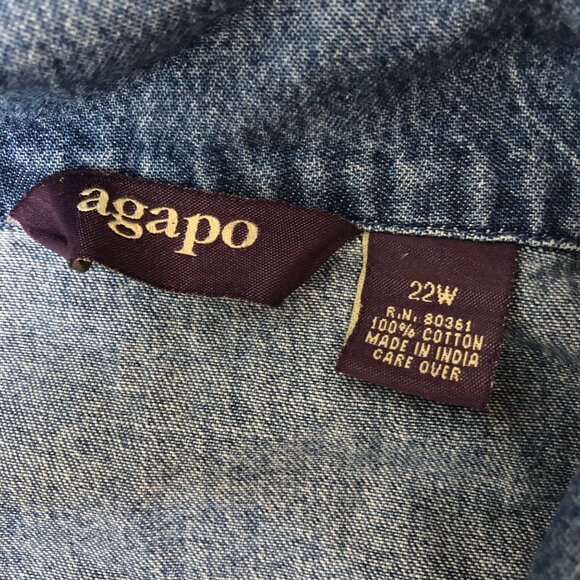 agapo
22W
R.N. 80361
100% COTTON
MADE IN INDIA
CARE OVER